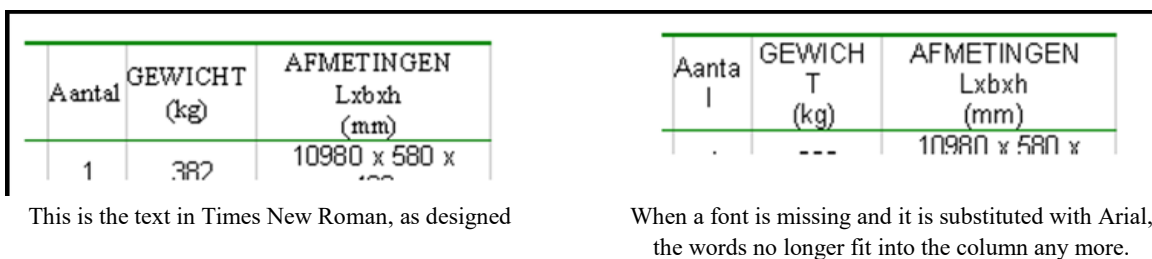 Aantal GEWICHT (kg) AFMETINGEN Lxbxh (mm)
1 382 10980 x 580 x
Aanta l GEWICH T (kg) AFMETINGEN Lxbxh (mm)
10980 x 580 x
This is the text in Times New Roman, as designed
When a font is missing and it is substituted with Arial,
the words no longer fit into the column any more.